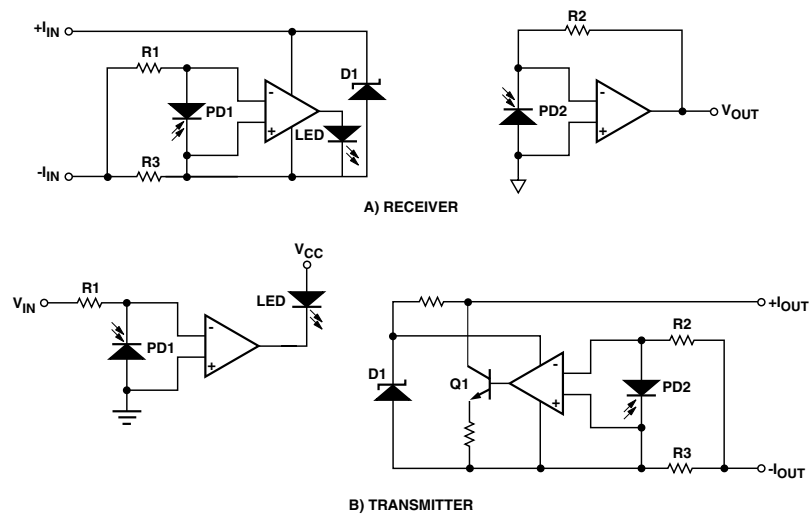 +IIN
R1
PD1
-
+
LED
D1
-IIN
R3
R2
PD2
-
+
VOUT
A) RECEIVER
VIN
R1
PD1
-
+
VCC
LED
D1
Q1
-
+
R2
PD2
R3
+IOUT
-IOUT
B) TRANSMITTER